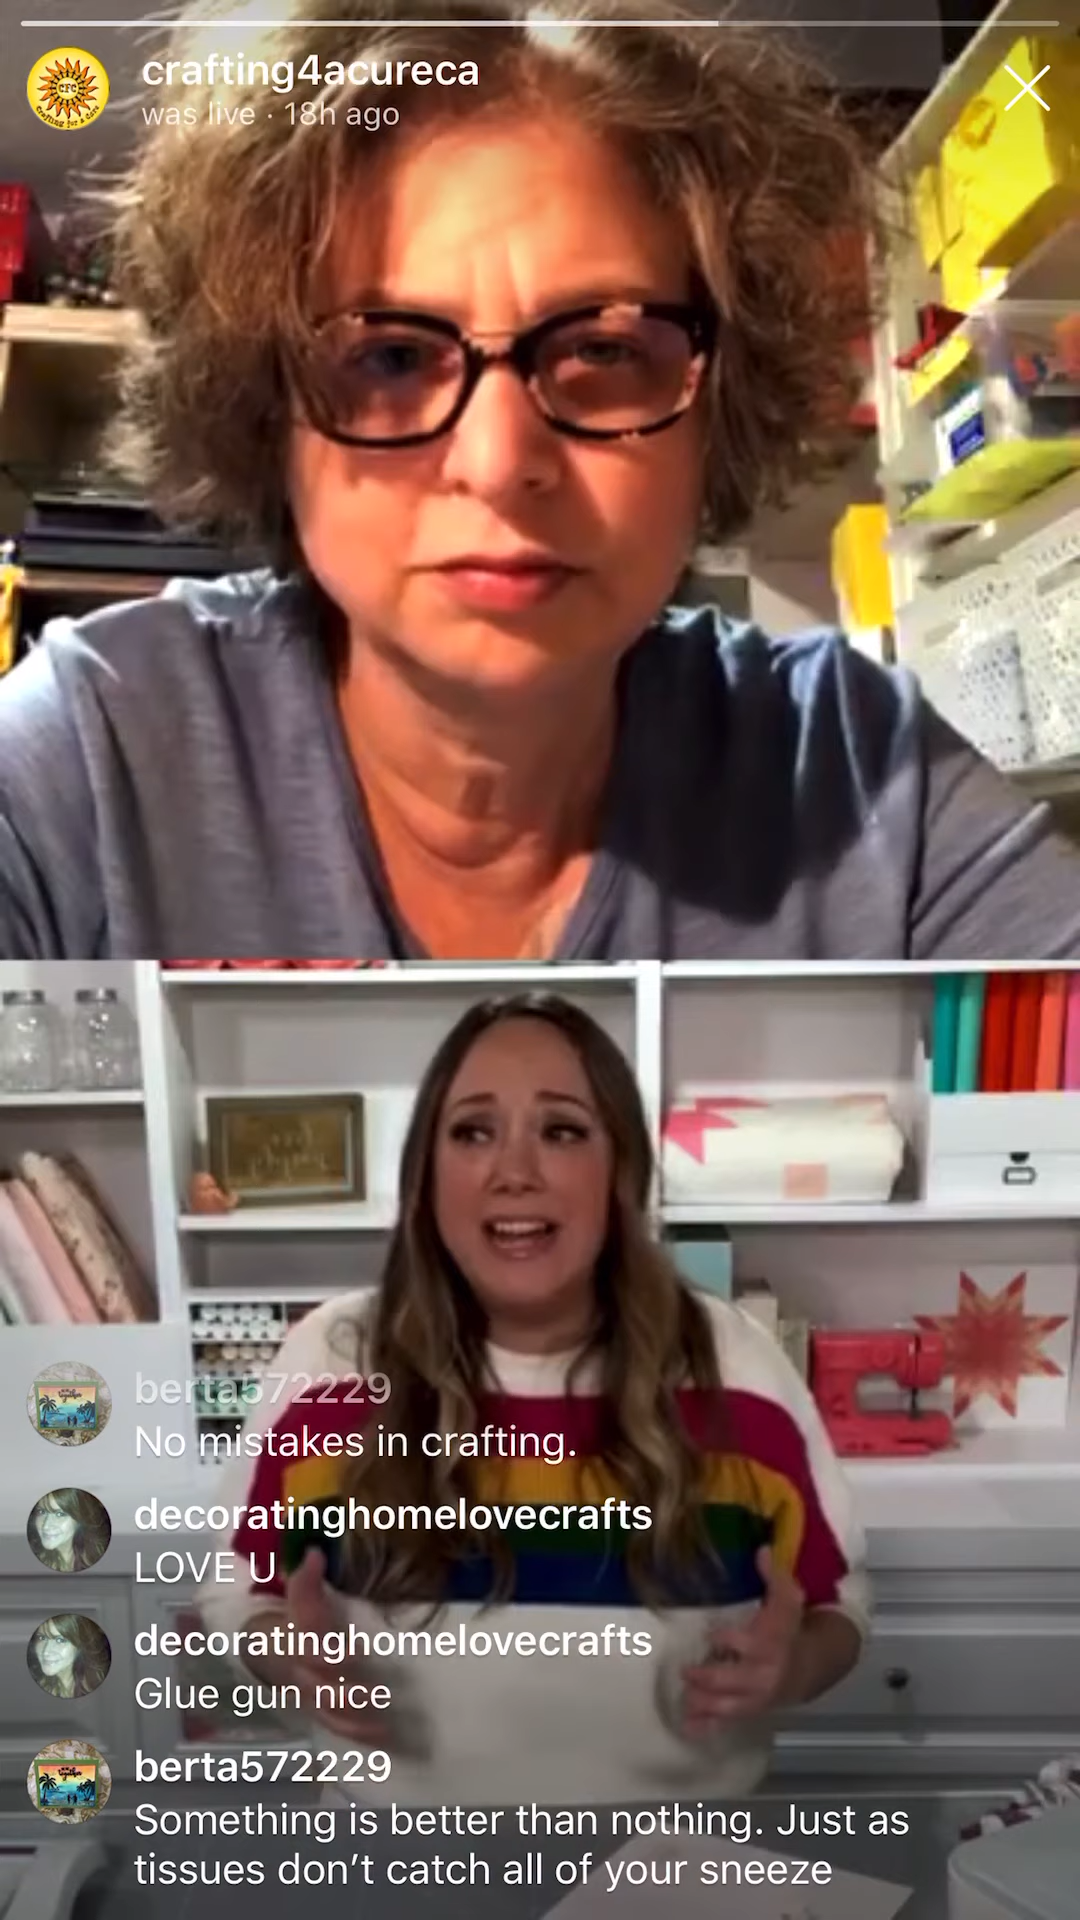 crafting4acureca
was live · 18h ago
CFC
berta572229
No mistakes in crafting.
decoratinghomelovecrafts
LOVE U
decoratinghomelovecrafts
Glue gun nice
berta572229
Something is better than nothing. Just as
tissues don't catch all of your sneeze